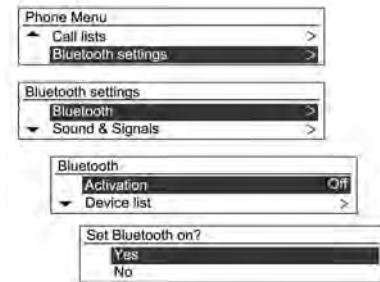 Phone Menu
Call lists >
Bluetooth settings >
Bluetooth settings
Bluetooth >
Sound & Signals >
Bluetooth
Activation Off
Device list >
Set Bluetooth on?
Yes
No